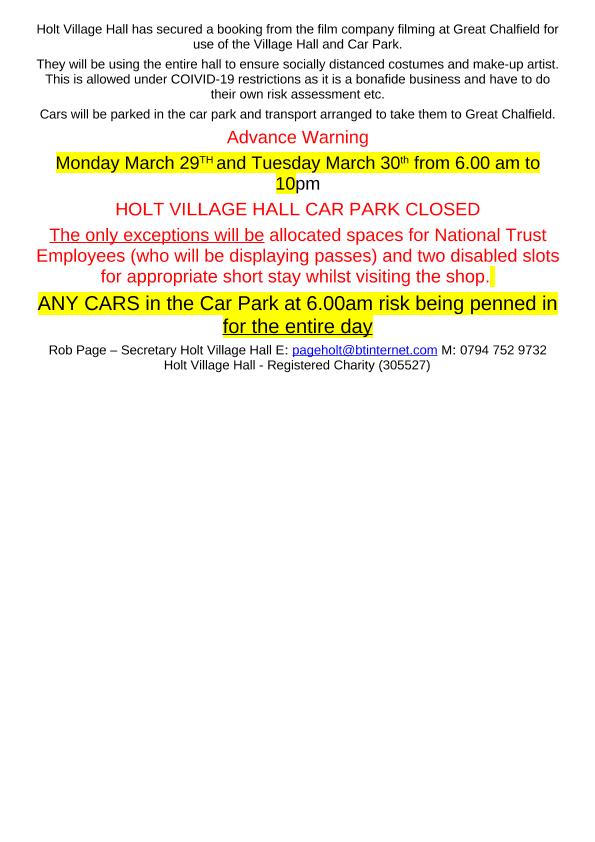 Holt Village Hall has secured a booking from the film company filming at Great Chalfield for
use of the Village Hall and Car Park.
They will be using the entire hall to ensure socially distanced costumes and make-up artist.
This is allowed under COIVID-19 restrictions as it is a bonafide business and have to do
their own risk assessment etc.
Cars will be parked in the car park and transport arranged to take them to Great Chalfield.
Advance Warning
Monday March 29TH and Tuesday March 30th from 6.00 am to
10pm
HOLT VILLAGE HALL CAR PARK CLOSED
The only exceptions will be allocated spaces for National Trust
Employees (who will be displaying passes) and two disabled slots
for appropriate short stay whilst visiting the shop.
ANY CARS in the Car Park at 6.00am risk being penned in
for the entire day
Rob Page – Secretary Holt Village Hall E: pageholt@btinternet.com M: 0794 752 9732
Holt Village Hall - Registered Charity (305527)